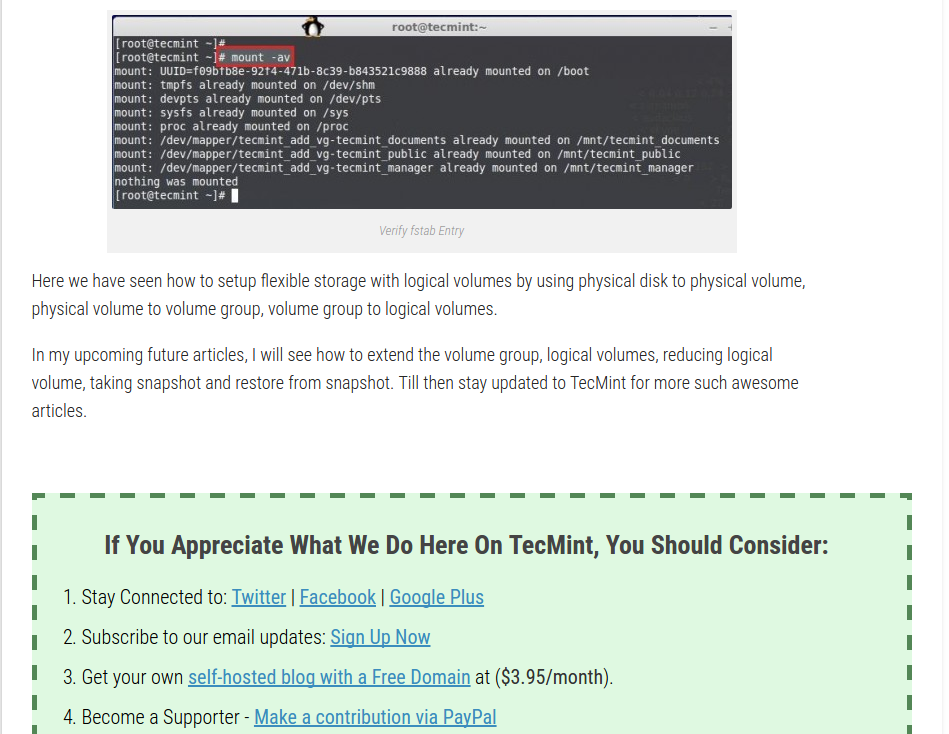 root@tecmint:~
[root@tecmint ~]#
[root@tecmint ~]# mount -av
mount: UUID=f09bfb8e-92f4-471b-8c39-b843521c9888 already mounted on /boot
mount: tmpfs already mounted on /dev/shm
mount: devpts already mounted on /dev/pts
mount: sysfs already mounted on /sys
mount: proc already mounted on /proc
mount: /dev/mapper/tecmint_add_vg-tecmint_documents already mounted on /mnt/tecmint_documents
mount: /dev/mapper/tecmint_add_vg-tecmint_public already mounted on /mnt/tecmint_public
mount: /dev/mapper/tecmint_add_vg-tecmint_manager already mounted on /mnt/tecmint_manager
nothing was mounted
[root@tecmint ~]#
Verify fstab Entry
Here we have seen how to setup flexible storage with logical volumes by using physical disk to physical volume,
physical volume to volume group, volume group to logical volumes.
In my upcoming future articles, I will see how to extend the volume group, logical volumes, reducing logical
volume, taking snapshot and restore from snapshot. Till then stay updated to TecMint for more such awesome
articles.
If You Appreciate What We Do Here On TecMint, You Should Consider:
1. Stay Connected to: Twitter | Facebook | Google Plus
2. Subscribe to our email updates: Sign Up Now
3. Get your own self-hosted blog with a Free Domain at ($3.95/month).
4. Become a Supporter - Make a contribution via PayPal